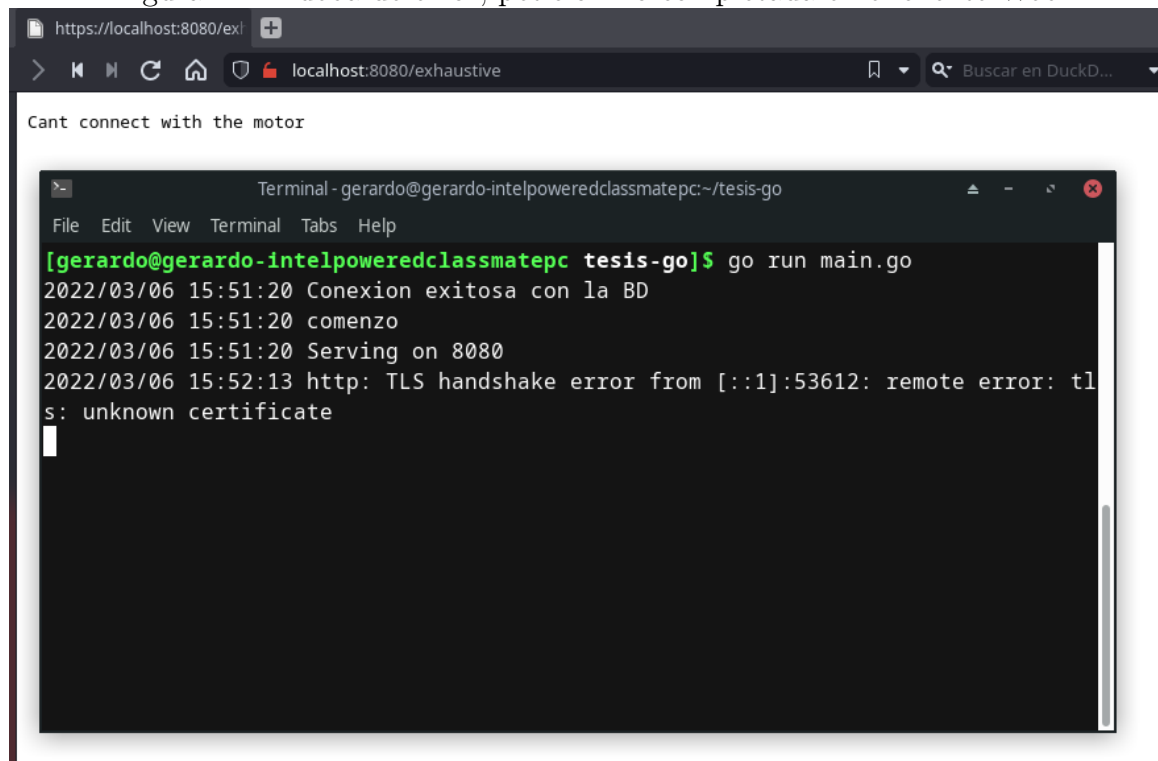 https://localhost:8080/exh
localhost:8080/exhaustive
Buscar en DuckD...
Cant connect with the motor
Terminal - gerardo@gerardo-intelpoweredclassmatepc:~/tesis-go
File Edit View Terminal Tabs Help
[gerardo@gerardo-intelpoweredclassmatepc tesis-go]$ go run main.go
2022/03/06 15:51:20 Conexion exitosa con la BD
2022/03/06 15:51:20 comenzo
2022/03/06 15:51:20 Serving on 8080
2022/03/06 15:52:13 http: TLS handshake error from [::1]:53612: remote error: tl
s: unknown certificate